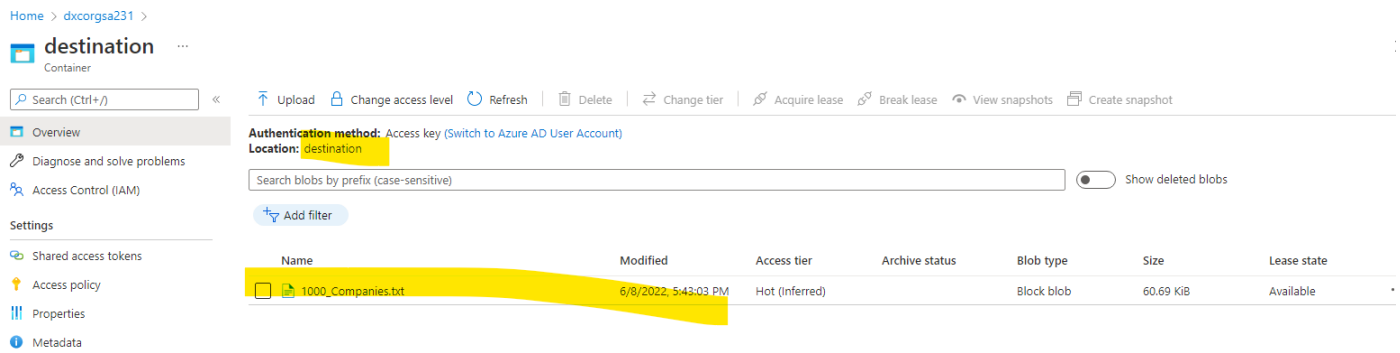 Home > dxcorgsa231 >
destination ...
Container
Search (Ctrl+/) «
Upload Change access level Refresh Delete Change tier Acquire lease Break lease View snapshots Create snapshot
Overview
Diagnose and solve problems
Access Control (IAM)
Settings
Shared access tokens
Access policy
Properties
Metadata
Authentication method: Access key (Switch to Azure AD User Account)
Location: destination
Search blobs by prefix (case-sensitive) Show deleted blobs
Add filter
Name Modified Access tier Archive status Blob type Size Lease state
1000_Companies.txt 6/8/2022, 5:43:03 PM Hot (Inferred) Block blob 60.69 KiB Available